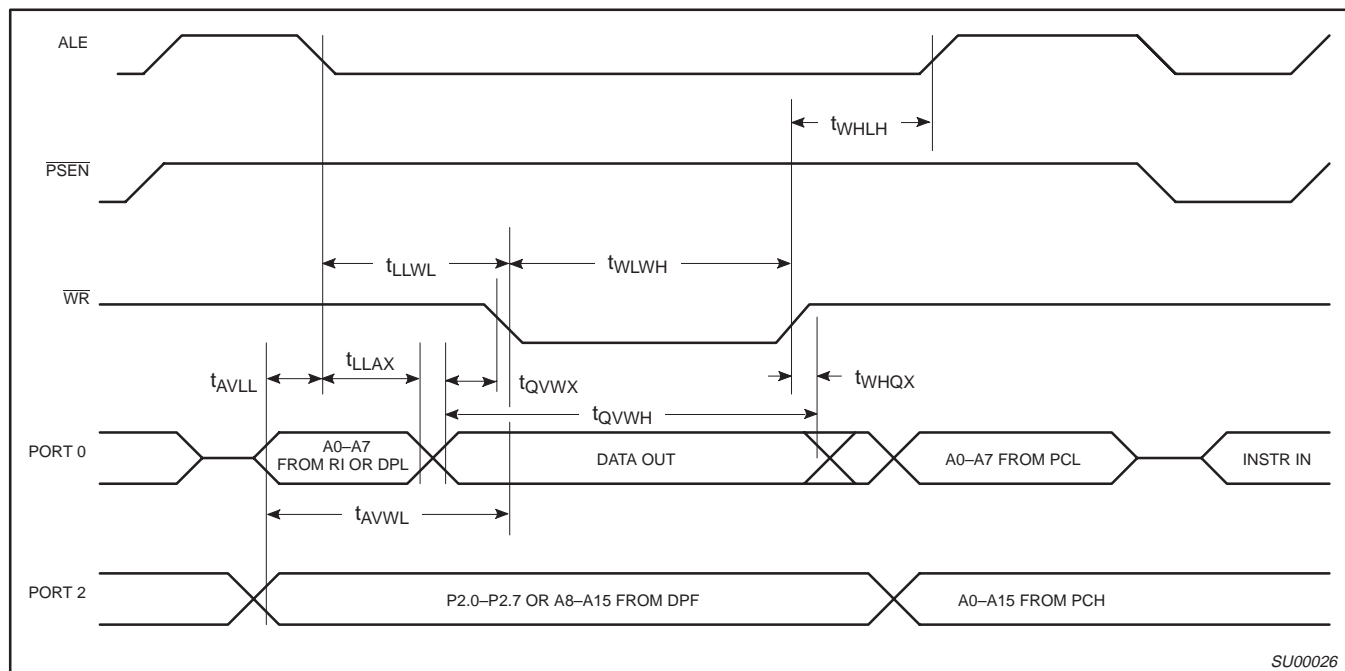 ALE
tWHLH
PSEN
tLLWL
tWLWH
WR
tLLAX
tAVLL
tQVWX
tWHQX
tQVWH
PORT 0
A0–A7
FROM RI OR DPL
DATA OUT
A0–A7 FROM PCL
INSTR IN
tAVWL
PORT 2
P2.0–P2.7 OR A8–A15 FROM DPF
A0–A15 FROM PCH
SU00026